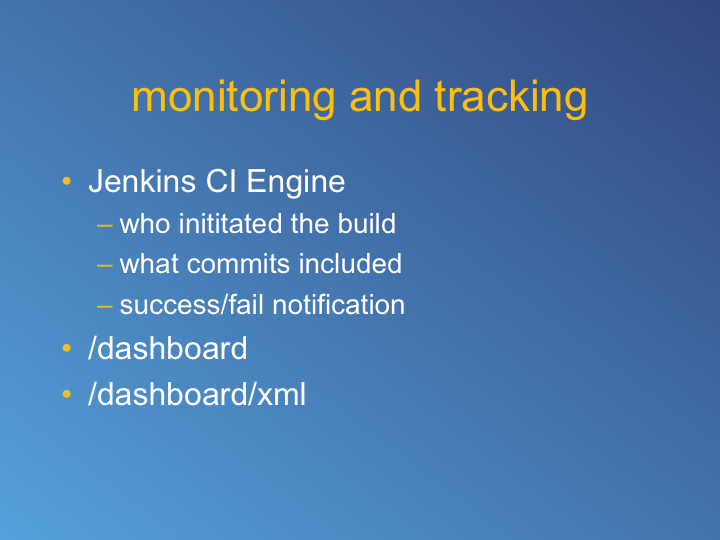 monitoring and tracking
• Jenkins CI Engine
– who inititated the build
– what commits included
– success/fail notification
• /dashboard
• /dashboard/xml